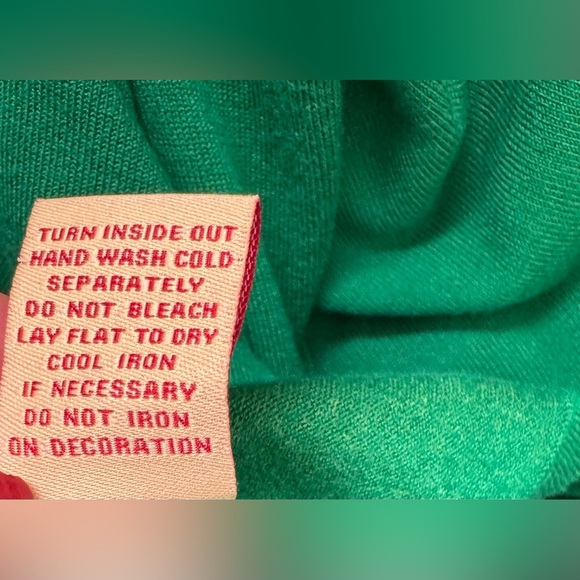 TURN INSIDE OUT
HAND WASH COLD
SEPARATELY
DO NOT BLEACH
LAY FLAT TO DRY
COOL IRON
IF NECESSARY
DO NOT IRON
ON DECORATION